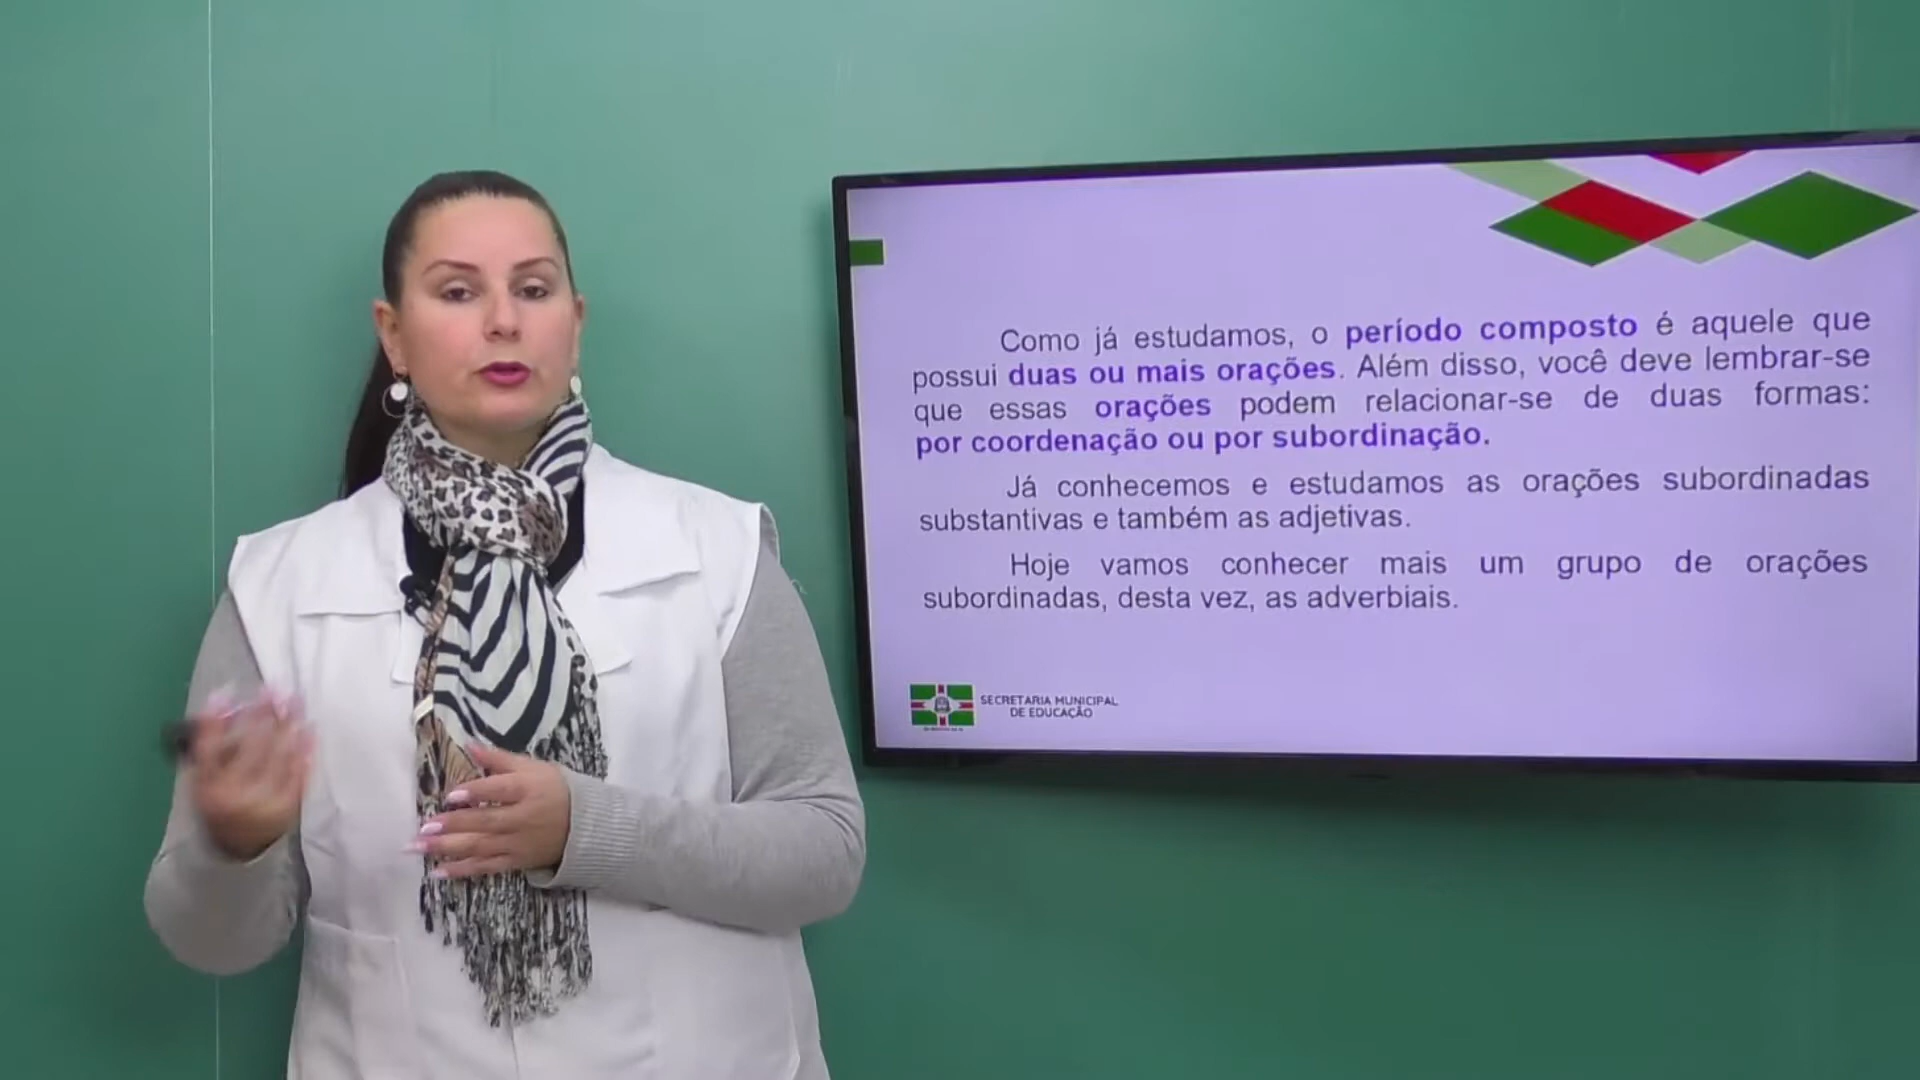 Como já estudamos, o período composto é aquele que
possui duas ou mais orações. Além disso, você deve lembrar-se
que essas orações podem relacionar-se de duas formas:
por coordenação ou por subordinação.
Já conhecemos e estudamos as orações subordinadas
substantivas e também as adjetivas.
Hoje vamos conhecer mais um grupo de orações
subordinadas, desta vez, as adverbiais.
SECRETARIA MUNICIPAL
DE EDUCAÇÃO